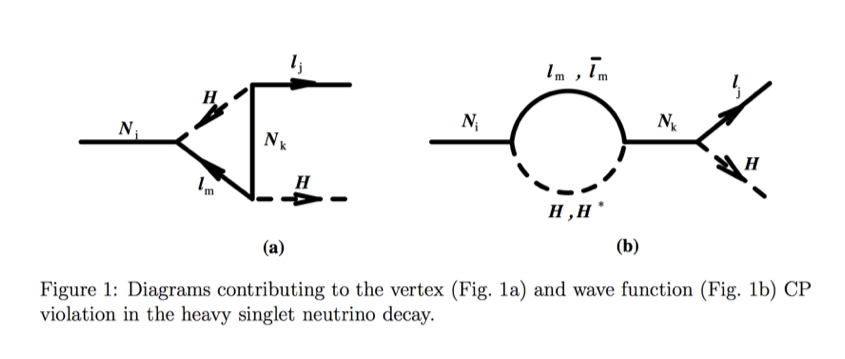 l_j
H
N_i
N_k
l_m
H
(a)
l_m , l̄_m
l_j
N_i
N_k
H
H , H *
(b)
Figure 1: Diagrams contributing to the vertex (Fig. 1a) and wave function (Fig. 1b) CP
violation in the heavy singlet neutrino decay.